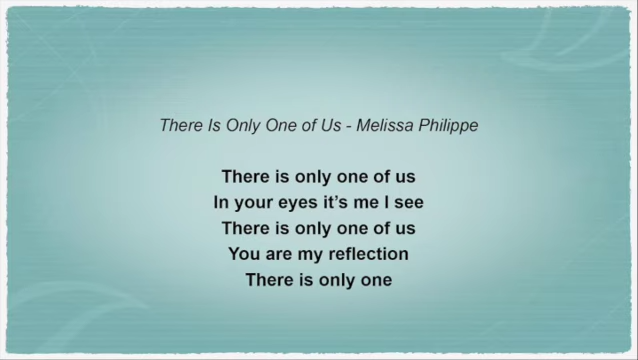 There Is Only One of Us - Melissa Philippe
There is only one of us
In your eyes it’s me I see
There is only one of us
You are my reflection
There is only one